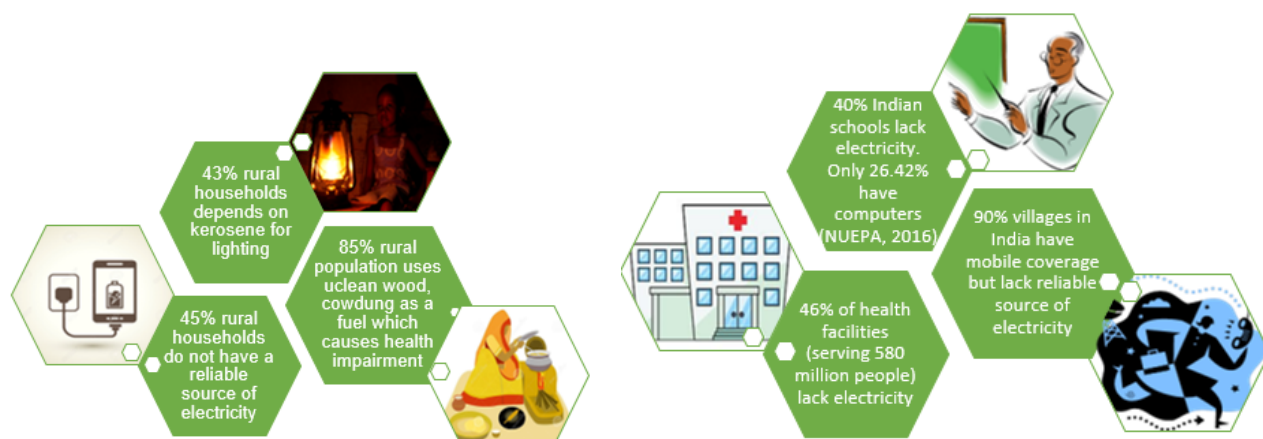 43% rural
households
depends on
kerosene for
lighting
85% rural
population uses
uclean wood,
cowdung as a
fuel which
causes health
impairment
45% rural
households
do not have a
reliable
source of
electricity
40% Indian
schools lack
electricity.
Only 26.42%
have
computers
(NUEPA, 2016)
90% villages in
India have
mobile coverage
but lack reliable
source of
electricity
46% of health
facilities
(serving 580
million people)
lack electricity